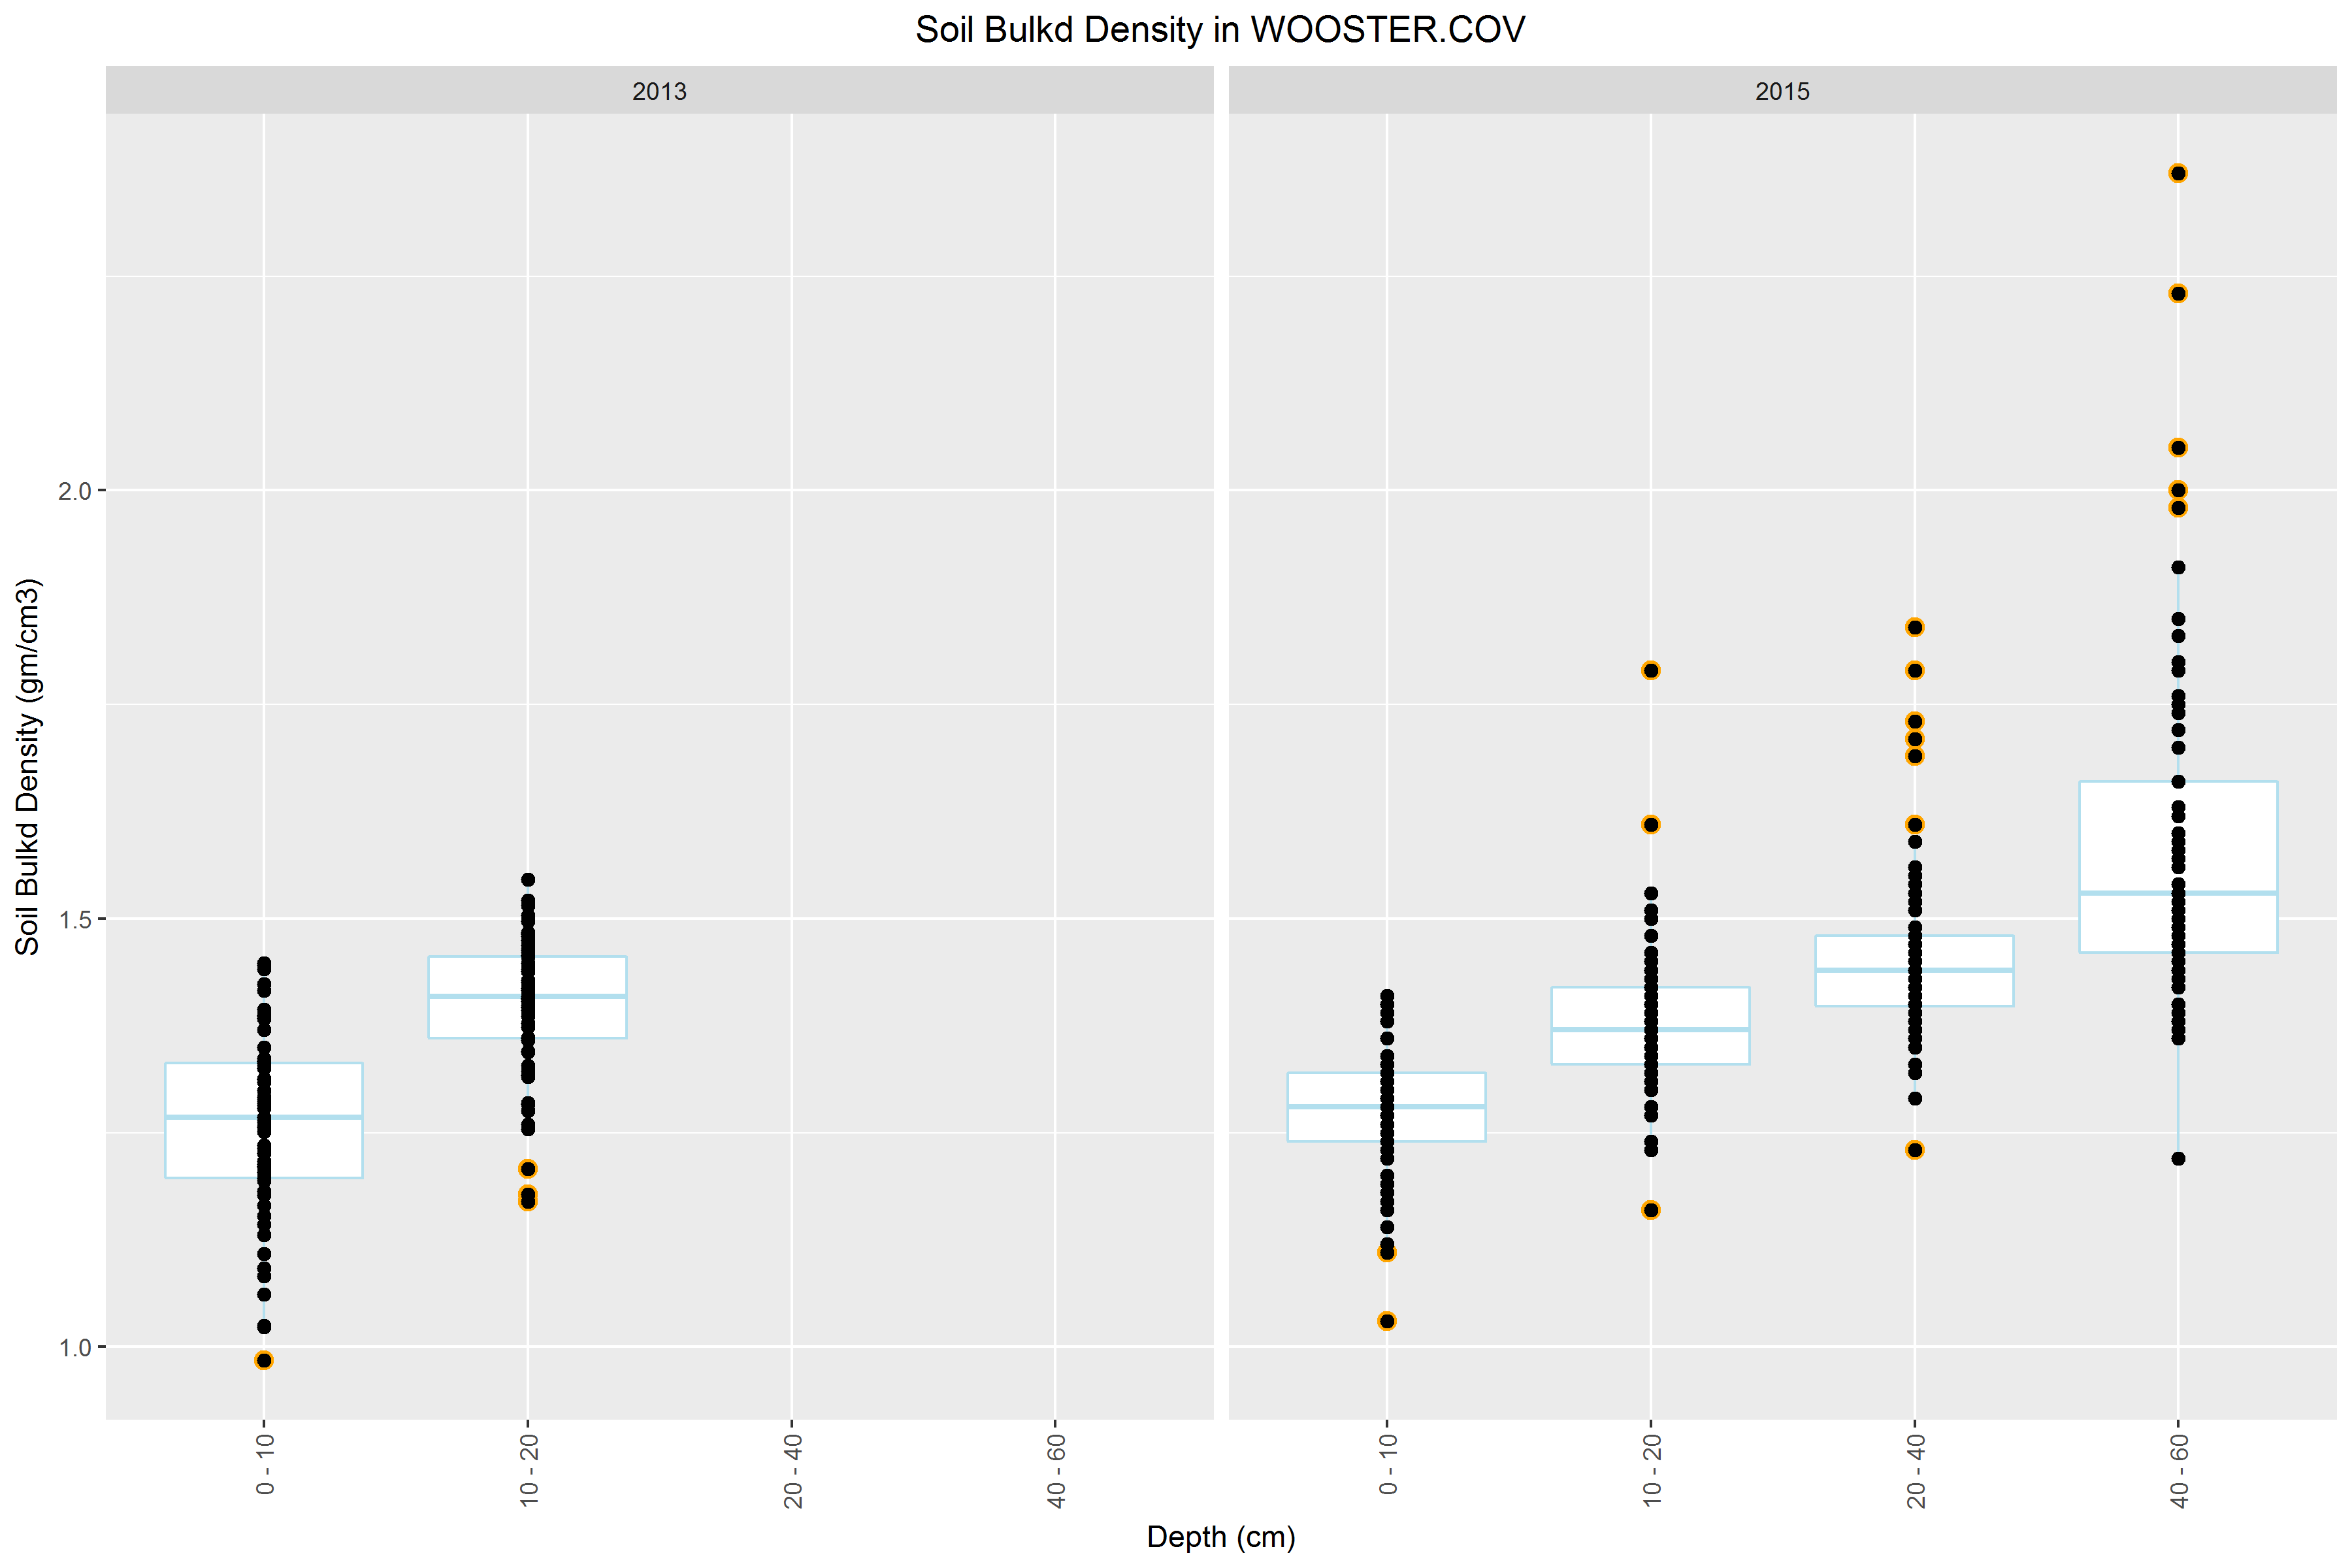 Soil Bulkd Density in WOOSTER.COV
2013
2015
Soil Bulkd Density (gm/cm3)
2.0
1.5
1.0
0 - 10
10 - 20
20 - 40
40 - 60
0 - 10
10 - 20
20 - 40
40 - 60
Depth (cm)